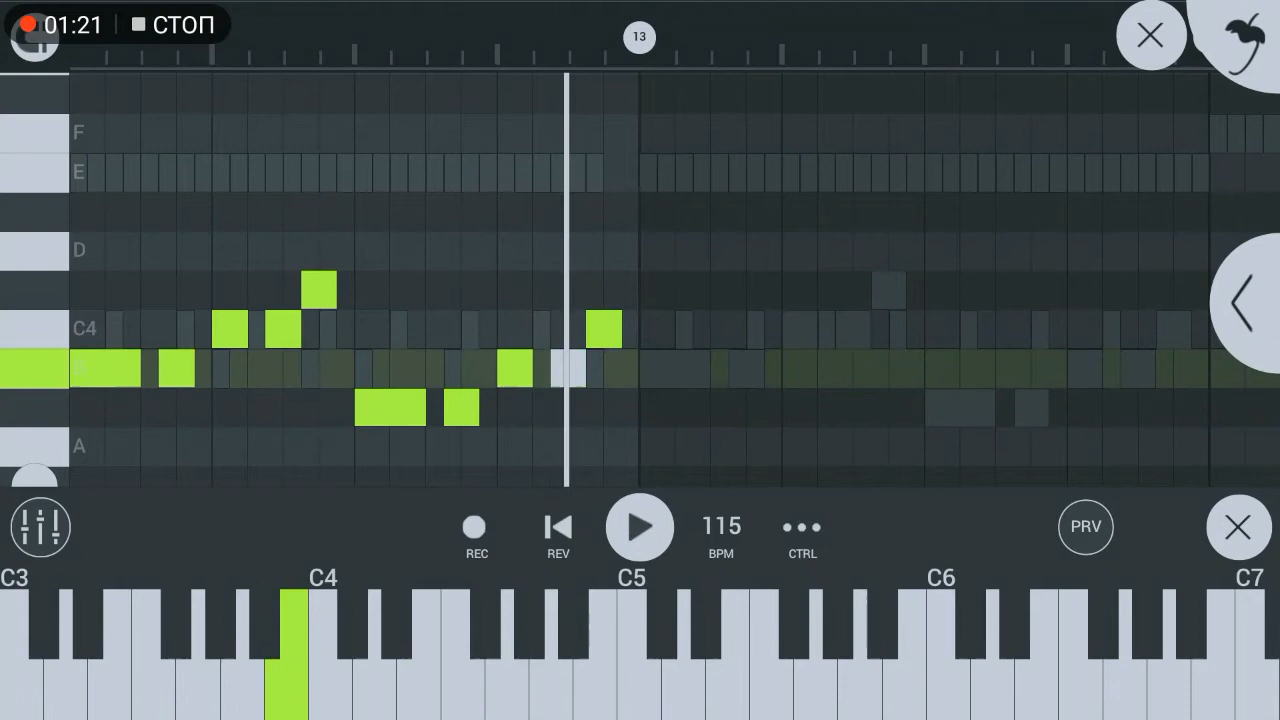 01:21 СТОП
13
F
E
D
C4
A
115
PRV
REC REV BPM CTRL
C3 C4 C5 C6 C7